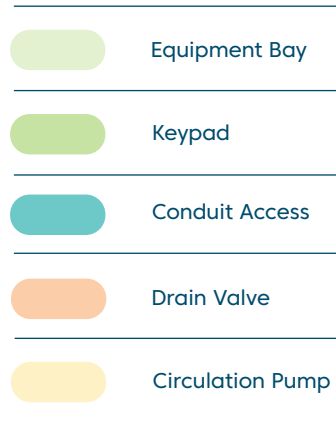 Equipment Bay
Keypad
Conduit Access
Drain Valve
Circulation Pump